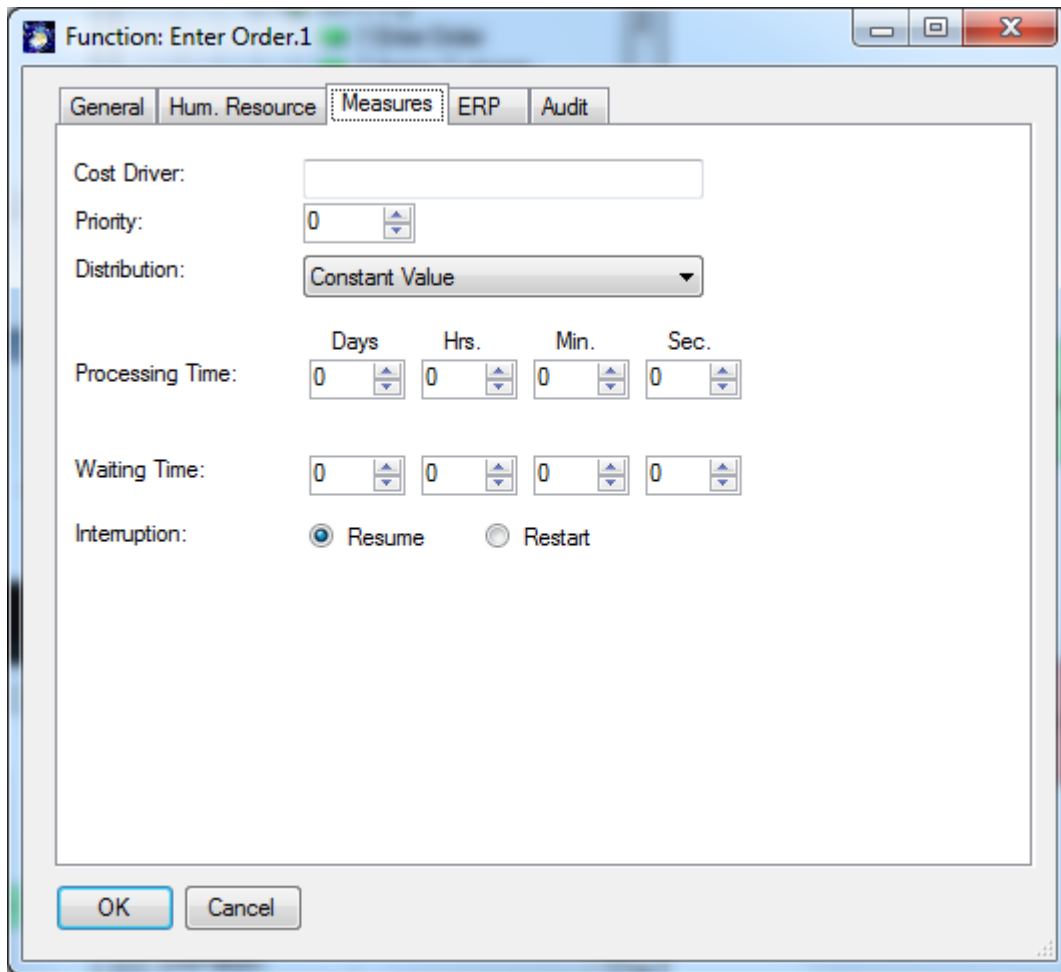 Function: Enter Order.1
General Hum. Resource Measures ERP Audit
Cost Driver:
Priority: 0
Distribution: Constant Value
Days Hrs. Min. Sec.
Processing Time: 0 0 0 0
Waiting Time: 0 0 0 0
Interruption: Resume Restart
OK Cancel